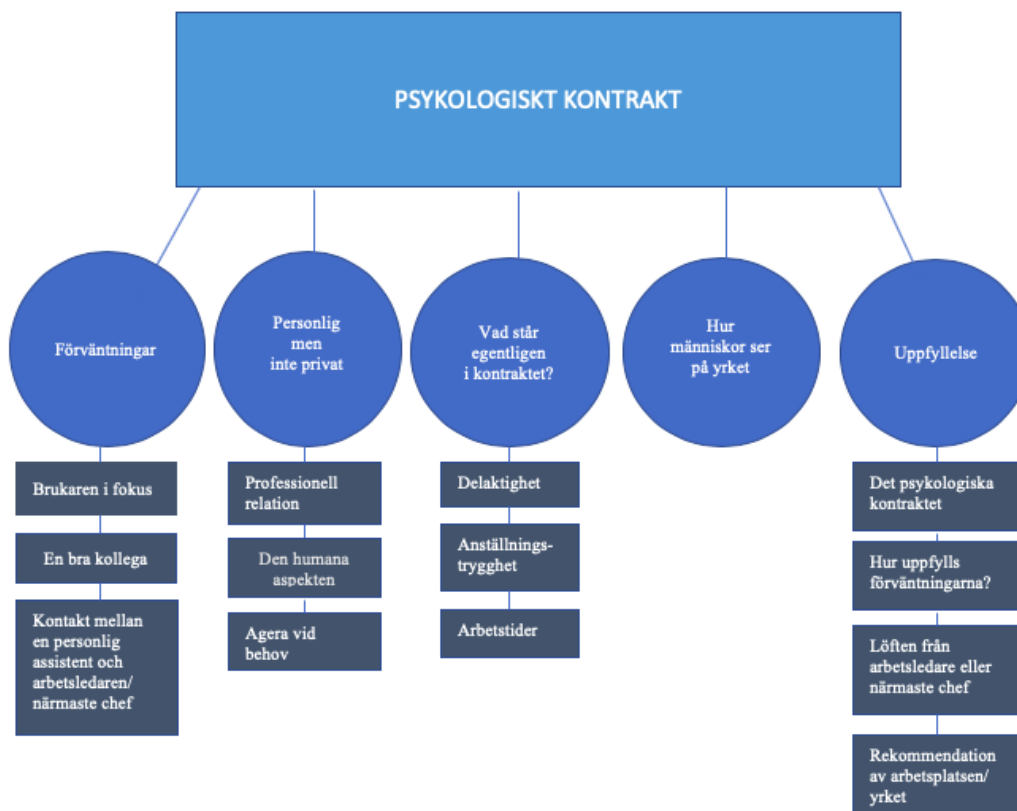 PSYKOLOGISKT KONTRAKT
Förväntningar
Personlig
men
inte privat
Vad står
egentligen
i kontraktet?
Hur
människor ser
på yrket
Uppfyllelse
Brukaren i fokus
En bra kollega
Kontakt mellan
en personlig
assistent och
arbetsledaren/
närmaste chef
Professionell
relation
Den humana
aspekten
Agera vid
behov
Delaktighet
Anställnings-
trygghet
Arbetstider
Det psykologiska
kontraktet
Hur uppfylls
förväntningarna?
Löften från
arbetsledare eller
närmaste chef
Rekommendation
av arbetsplatsen/
yrket